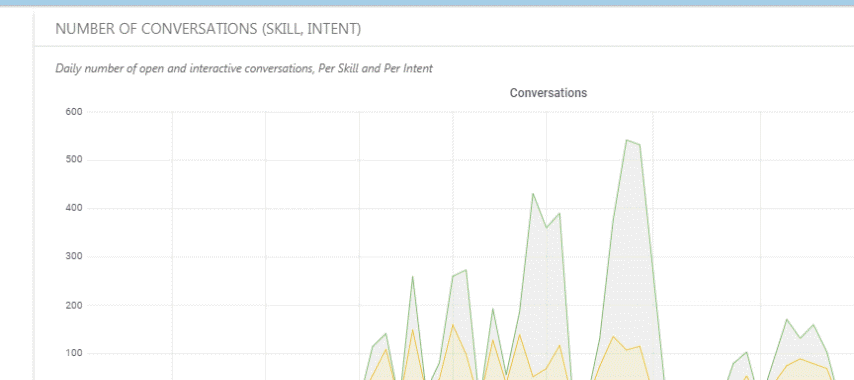 NUMBER OF CONVERSATIONS (SKILL, INTENT)
Daily number of open and interactive conversations, Per Skill and Per Intent
Conversations
600
500
400
300
200
100